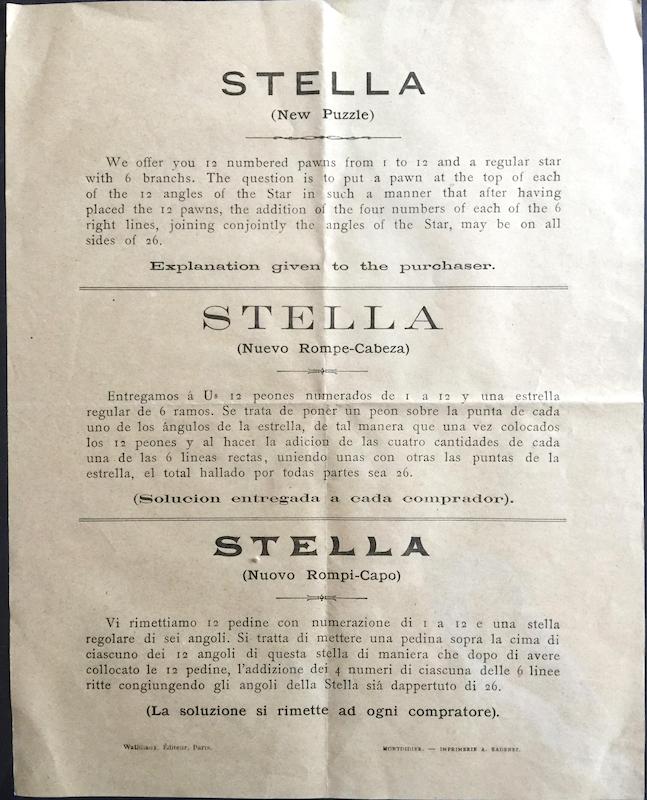 STELLA
(New Puzzle)
We offer you 12 numbered pawns from 1 to 12 and a regular star
with 6 branchs. The question is to put a pawn at the top of each
of the 12 angles of the Star in such a manner that after having
placed the 12 pawns, the addition of the four numbers of each of the 6
right lines, joining conjointly the angles of the Star, may be on all
sides of 26.
Explanation given to the purchaser.
STELLA
(Nuevo Rompe-Cabeza)
Entregamos á Us 12 peones numerados de 1 a 12 y una estrella
regular de 6 ramos. Se trata de poner un peon sobre la punta de cada
uno de los ángulos de la estrella, de tal manera que una vez colocados
los 12 peones y al hacer la adicion de las cuatro cantidades de cada
una de las 6 lineas rectas, uniendo unas con otras las puntas de la
estrella, el total hallado por todas partes sea 26.
(Solucion entregada a cada comprador).
STELLA
(Nuovo Rompi-Capo)
Vi rimettiamo 12 pedine con numerazione di 1 a 12 e una stella
regolare di sei angoli. Si tratta di mettere una pedina sopra la cima di
ciascuno dei 12 angoli di questa stella di maniera che dopo di avere
collocato le 12 pedine, l'addizione dei 4 numeri di ciascuna delle 6 linee
ritte congiungendo gli angoli della Stella siá dappertuto di 26.
(La soluzione si rimette ad ogni compratore).
Éditeur, Paris.
MONTDIDIER. — IMPRIMERIE A. RADENEZ.